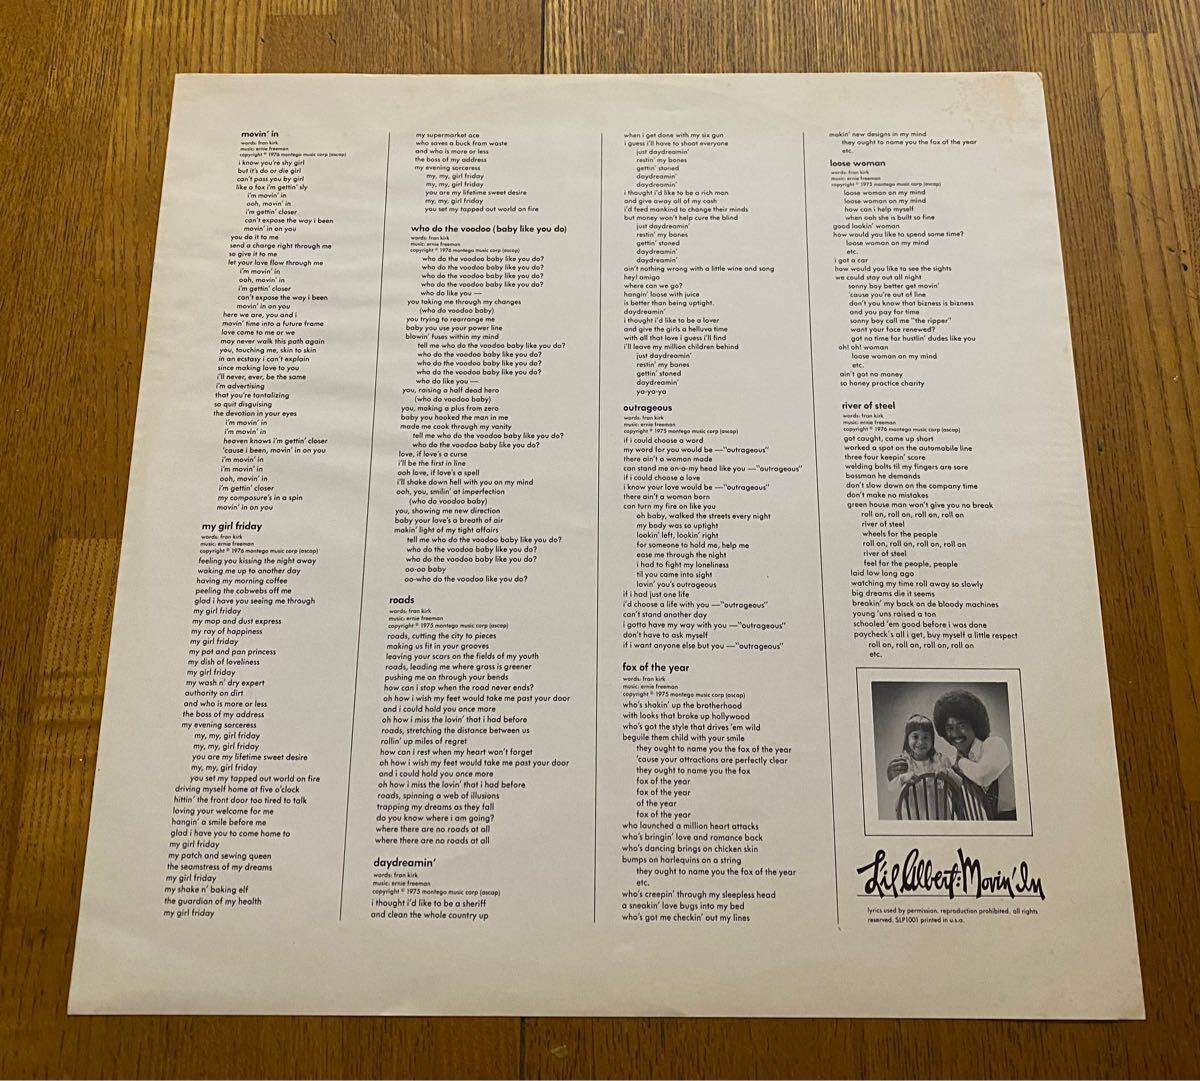 movin' in
words: fran kirk
music: ernie freeman
copyright © 1976 montego music corp (ascap)
i know you're shy girl
but it's do or die girl
can't pass you by girl
like a fox i'm gettin' sly
i'm movin' in
ooh, movin' in
i'm gettin' closer
can't expose the way i been
movin' in on you
you do it to me
send a charge right through me
so give it to me
let your love flow through me
i'm movin' in
ooh, movin' in
i'm gettin' closer
can't expose the way i been
movin' in on you
here we are, you and i
movin' time into a future frame
love come to me or we
may never walk this path again
you, touching me, skin to skin
in an ecstasy i can't explain
since making love to you
i'll never, ever, be the same
i'm advertising
that you're tantalizing
so quit disguising
the devotion in your eyes
i'm movin' in
i'm movin' in
heaven knows i'm gettin' closer
'cause i been, movin' in on you
i'm movin' in
i'm movin' in
ooh, movin' in
i'm gettin' closer
my composure's in a spin
movin' in on you
my girl friday
words: fran kirk
music: ernie freeman
copyright © 1976 montego music corp (ascap)
feeling you kissing the night away
waking me up to another day
having my morning coffee
peeling the cobwebs off me
glad i have you seeing me through
my girl friday
my mop and dust express
my ray of happiness
my girl friday
my pot and pan princess
my dish of loveliness
my girl friday
my wash n' dry expert
authority on dirt
and who is more or less
the boss of my address
my evening sorceress
my, my, girl friday
my, my, girl friday
you are my lifetime sweet desire
my, my, girl friday
you set my tapped out world on fire
driving myself home at five o'clock
hittin' the front door too tired to talk
loving your welcome for me
hangin' a smile before me
glad i have you to come home to
my girl friday
my patch and sewing queen
the seamstress of my dreams
my girl friday
my shake n' baking elf
the guardian of my health
my girl friday
my supermarket ace
who saves a buck from waste
and who is more or less
the boss of my address
my evening sorceress
my, my, girl friday
my, my, girl friday
you are my lifetime sweet desire
my, my, girl friday
you set my tapped out world on fire
who do the voodoo (baby like you do)
words: fran kirk
music: ernie freeman
copyright © 1976 montego music corp (ascap)
who do the voodoo baby like you do?
who do the voodoo baby like you do?
who do the voodoo baby like you do?
who do the voodoo baby like you do?
who do like you —
you taking me through my changes
(who do voodoo baby)
you trying to rearrange me
baby you use your power line
blowin' fuses within my mind
tell me who do the voodoo baby like you do?
who do the voodoo baby like you do?
who do the voodoo baby like you do?
who do the voodoo baby like you do?
who do like you —
you, raising a half dead hero
(who do voodoo baby)
you, making a plus from zero
baby you hooked the man in me
made me cook through my vanity
tell me who do the voodoo baby like you do?
who do the voodoo baby like you do?
love, if love's a curse
i'll be the first in line
ooh love, if love's a spell
i'll shake down hell with you on my mind
ooh, you, smilin' at imperfection
(who do voodoo baby)
you, showing me new direction
baby your love's a breath of air
makin' light of my tight affairs
tell me who do the voodoo baby like you do?
who do the voodoo baby like you do?
who do the voodoo baby like you do?
oo-oo baby
oo-who do the voodoo like you do?
roads
words: fran kirk
music: ernie freeman
copyright © 1975 montego music corp (ascap)
roads, cutting the city to pieces
making us fit in your grooves
leaving your scars on the fields of my youth
roads, leading me where grass is greener
pushing me on through your bends
how can i stop when the road never ends?
oh how i wish my feet would take me past your door
and i could hold you once more
oh how i miss the lovin' that i had before
roads, stretching the distance between us
rollin' up miles of regret
how can i rest when my heart won't forget
oh how i wish my feet would take me past your door
and i could hold you once more
oh how i miss the lovin' that i had before
roads, spinning a web of illusions
trapping my dreams as they fall
do you know where i am going?
where there are no roads at all
where there are no roads at all
daydreamin'
words: fran kirk
music: ernie freeman
copyright © 1975 montego music corp (ascap)
i thought i'd like to be a sheriff
and clean the whole country up
when i get done with my six gun
i guess i'll have to shoot everyone
just daydreamin'
restin' my bones
gettin' stoned
daydreamin'
daydreamin'
i thought i'd like to be a rich man
and give away all of my cash
i'd feed mankind to change their minds
but money won't help cure the blind
just daydreamin'
restin' my bones
gettin' stoned
daydreamin'
daydreamin'
ain't nothing wrong with a little wine and song
hey! amigo
where can we go?
hangin' loose with juice
is better than being uptight.
daydreamin'
i thought i'd like to be a lover
and give the girls a helluva time
with all that love i guess i'll find
i'll leave my million children behind
just daydreamin'
restin' my bones
gettin' stoned
daydreamin'
ya-ya-ya
outrageous
words: fran kirk
music: ernie freeman
copyright © 1975 montego music corp (ascap)
if i could choose a word
my word for you would be —"outrageous"
there ain't a woman made
can stand me on-a-my head like you —"outrageous"
if i could choose a love
i know your love would be —"outrageous"
there ain't a woman born
can turn my fire on like you
oh baby, walked the streets every night
my body was so uptight
lookin' left, lookin' right
for someone to hold me, help me
ease me through the night
i had to fight my loneliness
til you came into sight
lovin' you's outrageous
if i had just one life
i'd choose a life with you —"outrageous"
can't stand another day
i gotta have my way with you —"outrageous"
don't have to ask myself
if i want anyone else but you —"outrageous"
fox of the year
words: fran kirk
music: ernie freeman
copyright © 1975 montego music corp (ascap)
who's shakin' up the brotherhood
with looks that broke up hollywood
who's got the style that drives 'em wild
beguile them child with your smile
they ought to name you the fox of the year
'cause your attractions are perfectly clear
they ought to name you the fox
fox of the year
fox of the year
of the year
fox of the year
who launched a million heart attacks
who's bringin' love and romance back
who's dancing brings on chicken skin
bumps on harlequins on a string
they ought to name you the fox of the year
etc.
who's creepin' through my sleepless head
a sneakin' love bugs into my bed
who's got me checkin' out my lines
makin' new designs in my mind
they ought to name you the fox of the year
etc.
loose woman
words: fran kirk
music: ernie freeman
copyright © 1975 montego music corp (ascap)
loose woman on my mind
loose woman on my mind
how can i help myself
when ooh she is built so fine
good lookin' woman
how would you like to spend some time?
loose woman on my mind
etc.
i got a car
how would you like to see the sights
we could stay out all night
sonny boy better get movin'
'cause you're out of line
don't you know that bizness is bizness
and you pay for time
sonny boy call me "the ripper"
want your face renewed?
got no time for hustlin' dudes like you
oh! oh! woman
loose woman on my mind
etc.
ain't got no money
so honey practice charity
river of steel
words: fran kirk
music: ernie freeman
copyright © 1976 montego music corp (ascap)
got caught, came up short
worked a spot on the automobile line
three four keepin' score
welding bolts til my fingers are sore
bossman he demands
don't slow down on the company time
don't make no mistakes
green house man won't give you no break
roll on, roll on, roll on, roll on
river of steel
wheels for the people
roll on, roll on, roll on, roll on
river of steel
feel for the people, people
laid low long ago
watching my time roll away so slowly
big dreams die it seems
breakin' my back on de bloody machines
young 'uns raised a ton
schooled 'em good before i was done
paycheck's all i get, buy myself a little respect
roll on, roll on, roll on, roll on
etc.
Li'l Albert: Movin' In
lyrics used by permission. reproduction prohibited. all rights
reserved. SLP1001 printed in u.s.a.